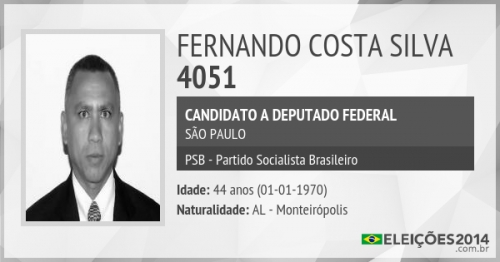 FERNANDO COSTA SILVA
4051
CANDIDATO A DEPUTADO FEDERAL
SÃO PAULO
PSB - Partido Socialista Brasileiro
Idade: 44 anos (01-01-1970)
Naturalidade: AL - Monteirópolis
ELEIÇÕES2014
.com.br